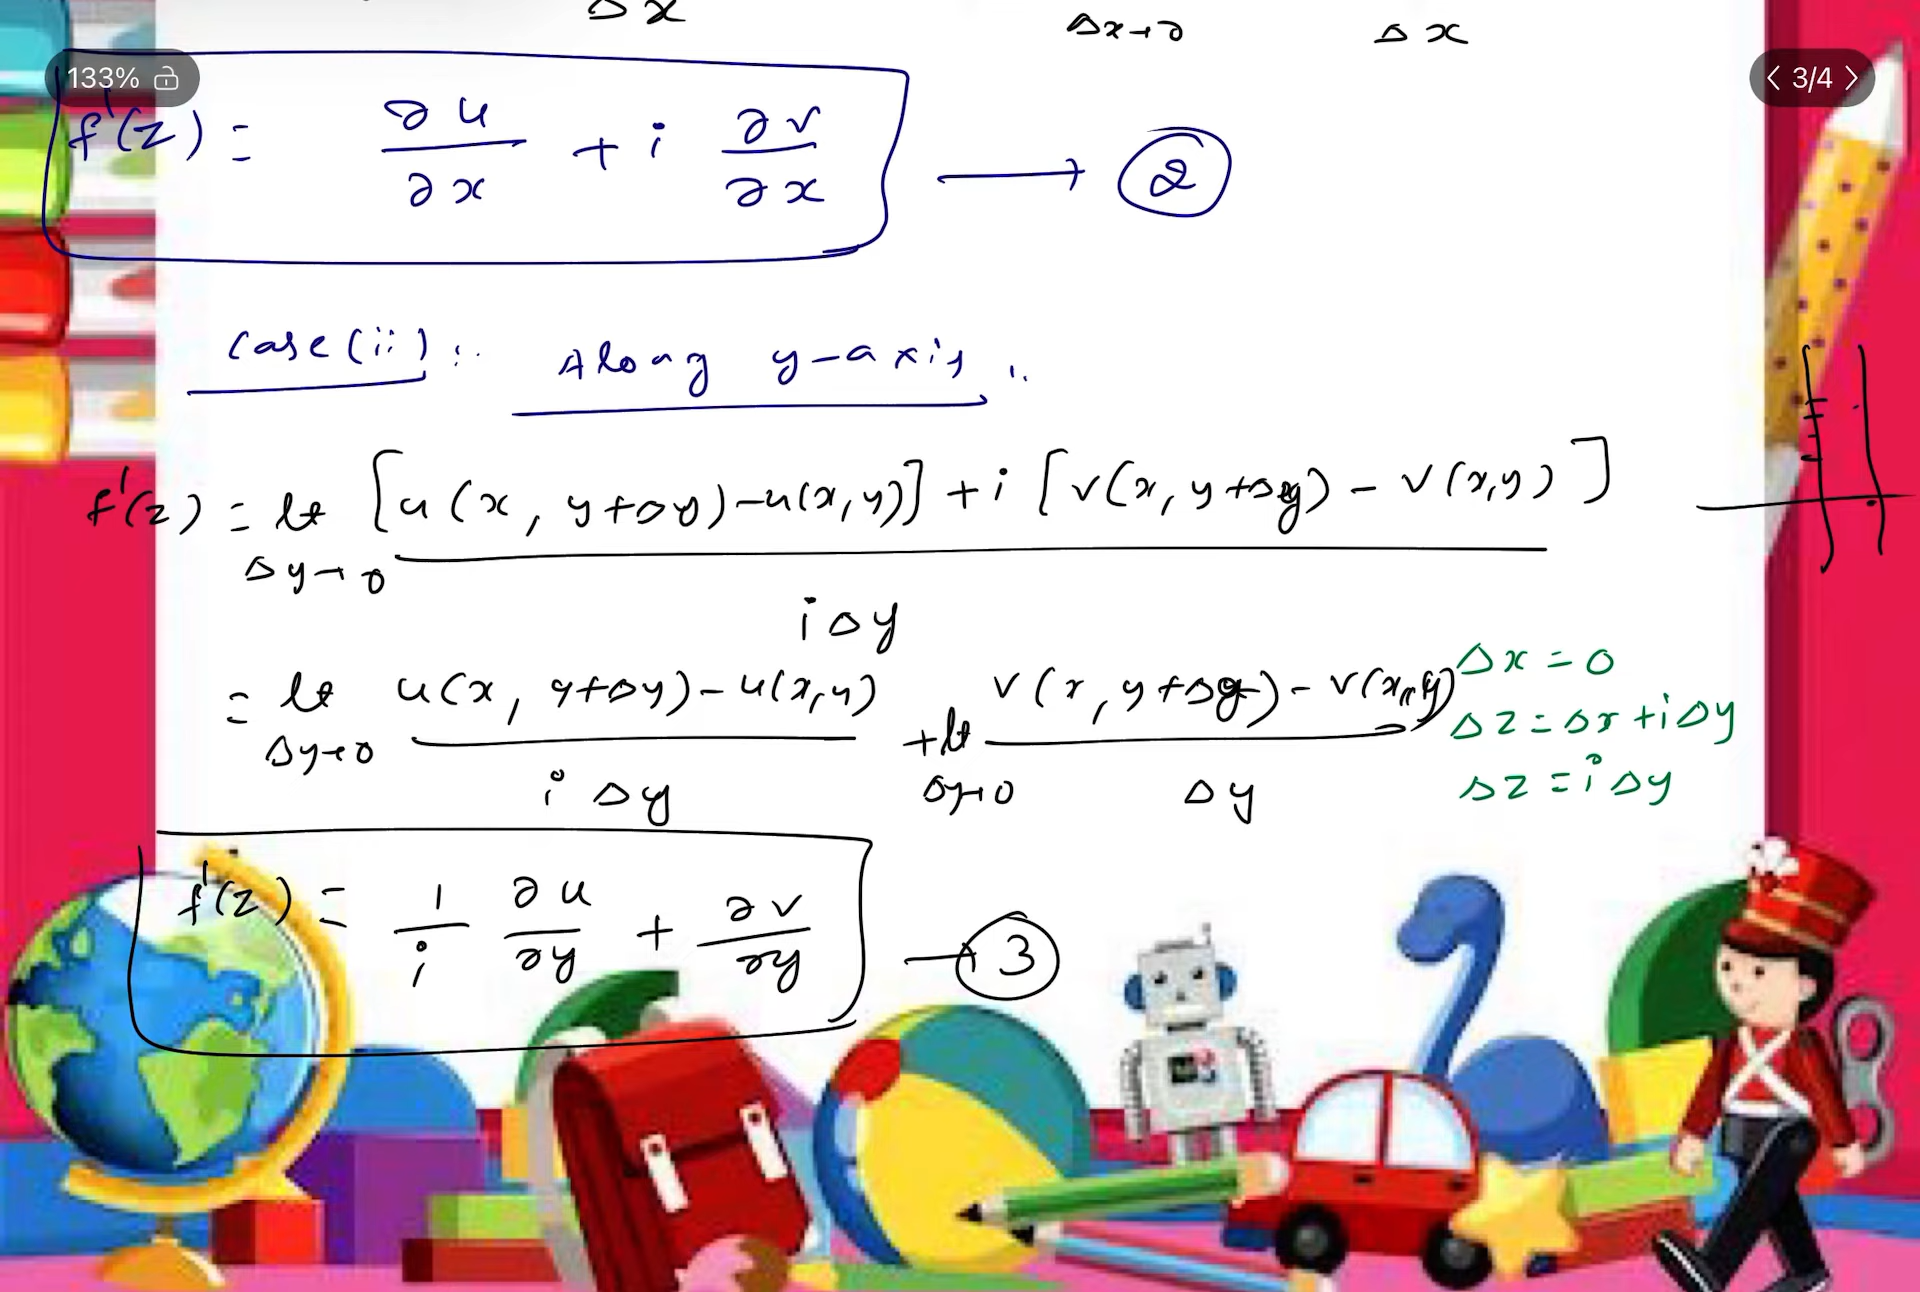 Δx Δx→0 Δx
133% < 3/4 >
f'(z) = ∂u/∂x + i ∂v/∂x → ②
case(ii):. Along y-axis :.
f'(z) = lt Δy→0 [u(x, y+Δy)-u(x,y)] + i [v(x, y+Δy) - v(x,y)] / iΔy
= lt Δy→0 u(x, y+Δy)-u(x,y) / iΔy + lt Δy→0 v(x, y+Δy) - v(x,y) / Δy
Δx = 0
Δz = Δx + iΔy
Δz = iΔy
f'(z) = 1/i ∂u/∂y + ∂v/∂y → ③